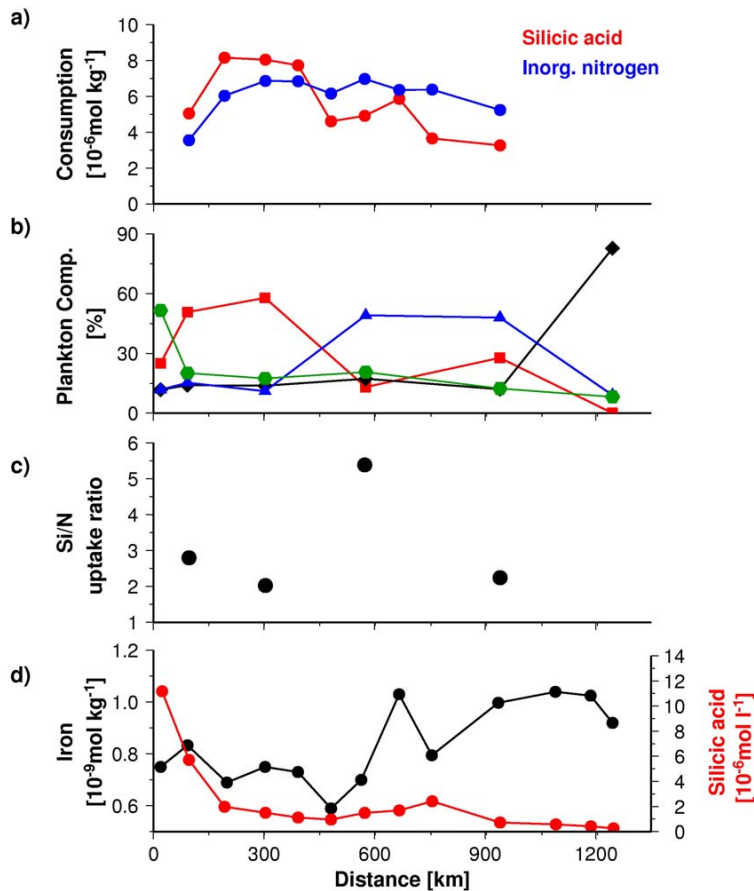 a)
10
8
6
4
2
0
Consumption
[10⁻⁶mol kg⁻¹]
Silicic acid
Inorg. nitrogen
b)
90
60
30
0
Plankton Comp.
[%]
c)
6
5
4
3
2
1
Si/N
uptake ratio
d)
1.2
1.0
0.8
0.6
Iron
[10⁻⁹mol kg⁻¹]
14
12
10
8
6
4
2
0
Silicic acid
[10⁻⁶mol l⁻¹]
0 300 600 900 1200
Distance [km]